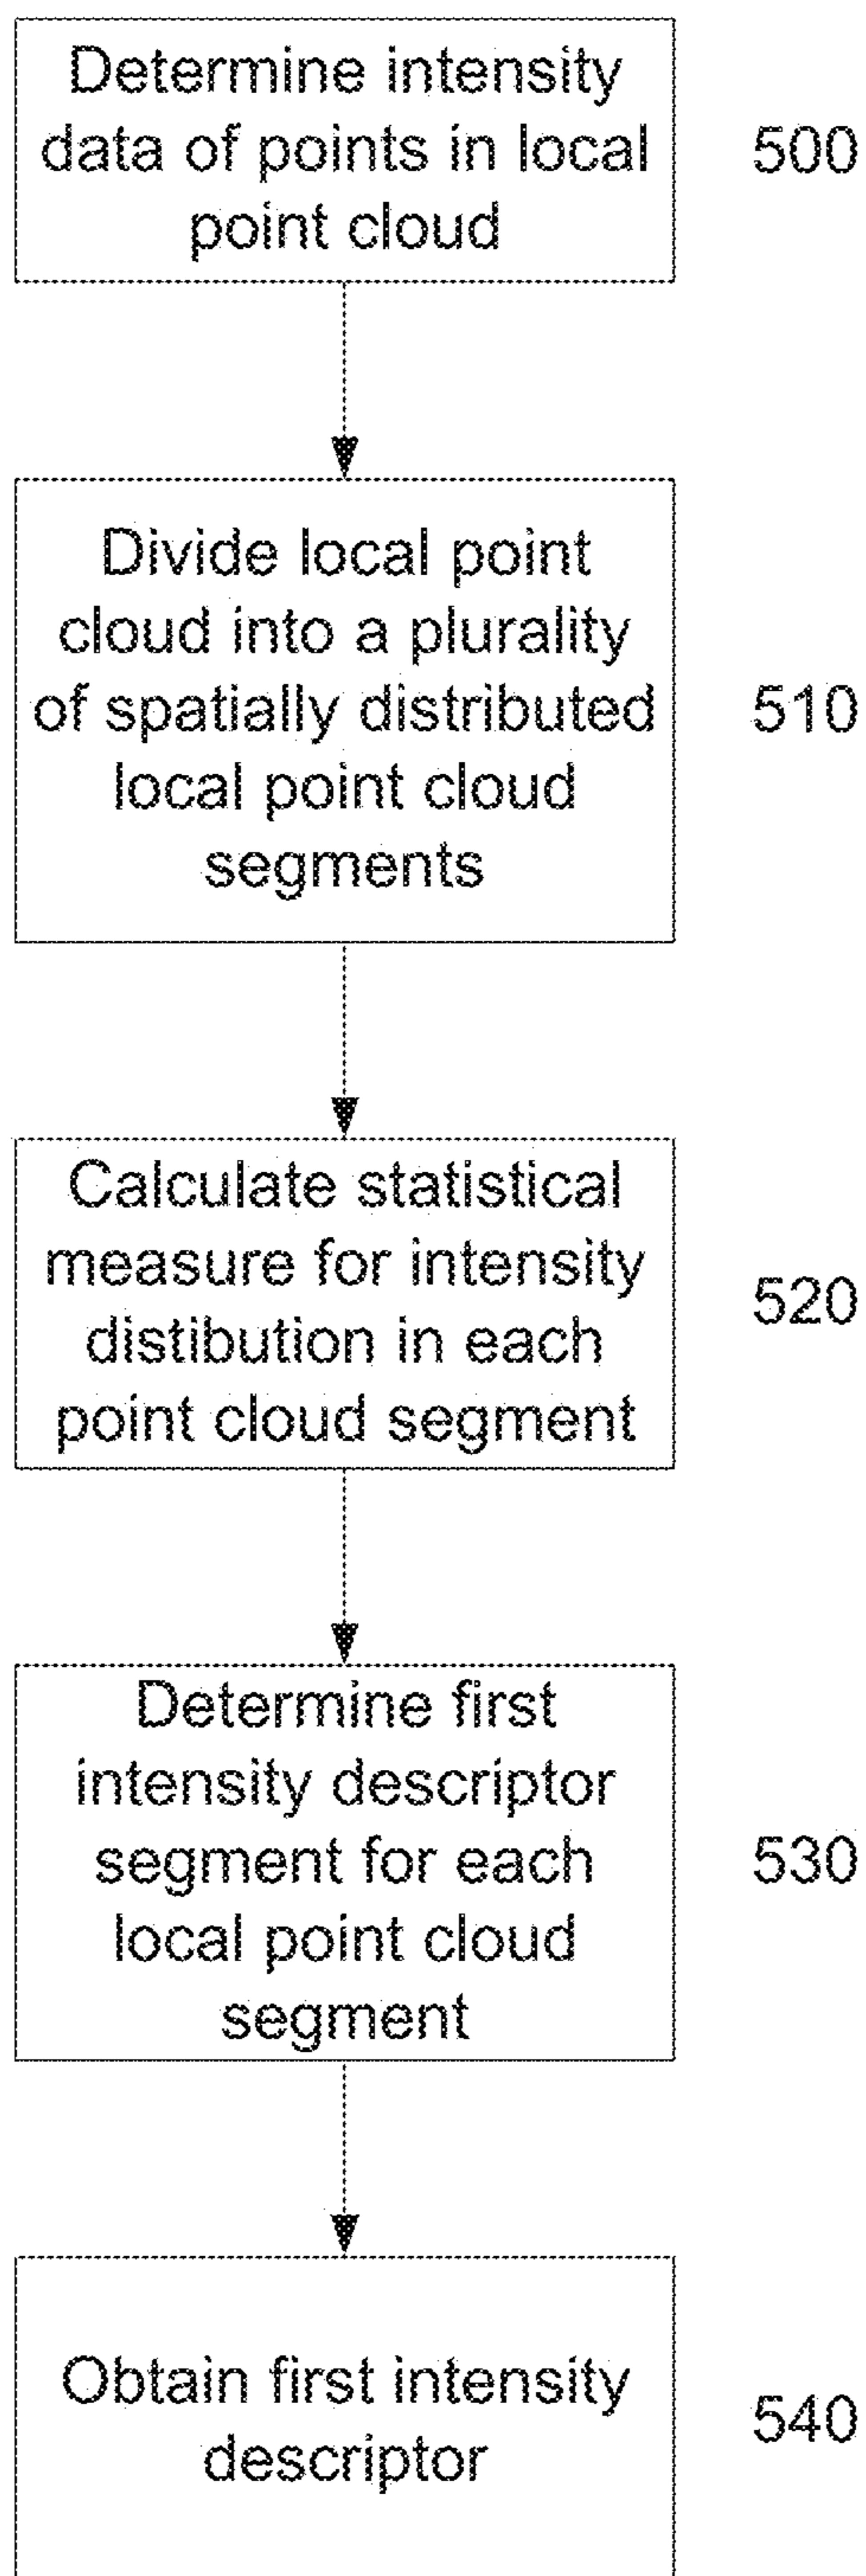 Determine intensity
data of points in local
point cloud
500
Divide local point
cloud into a plurality
of spatially distributed
local point cloud
segments
510
Calculate statistical
measure for intensity
distibution in each
point cloud segment
520
Determine first
intensity descriptor
segment for each
local point cloud
segment
530
Obtain first intensity
descriptor
540